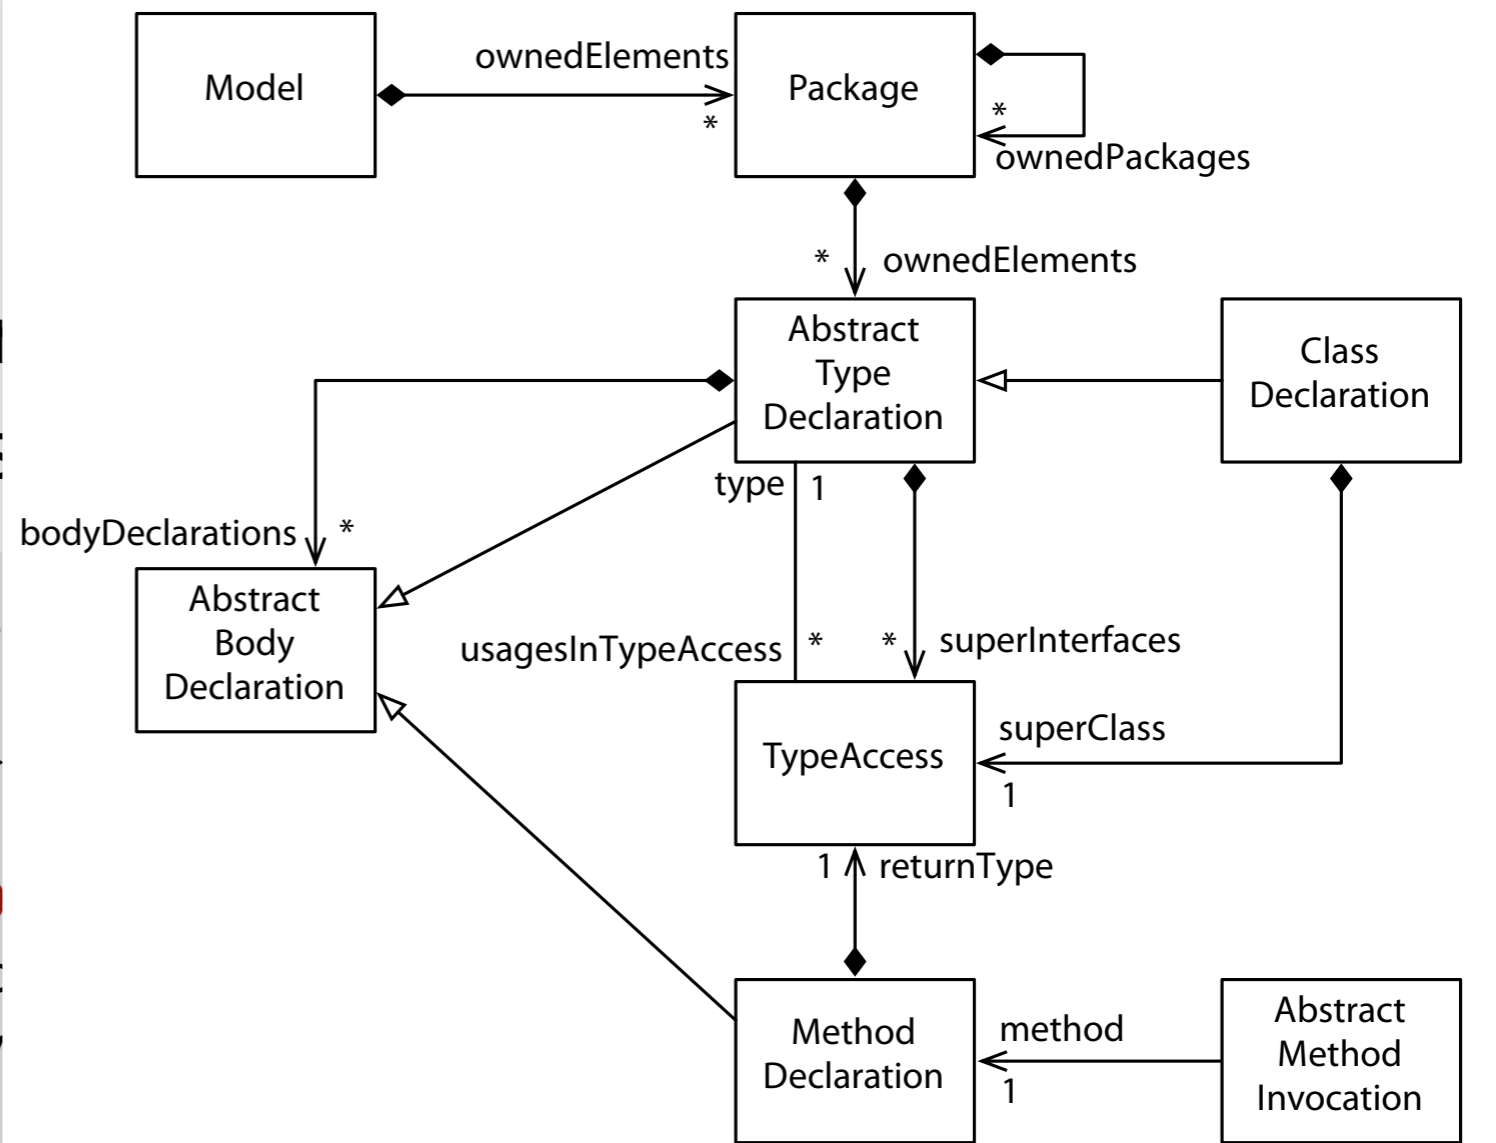 ownedElements
Model
Package
*
*
ownedPackages
*
ownedElements
Abstract
Type
Declaration
Class
Declaration
type
1
bodyDeclarations
*
Abstract
Body
Declaration
usagesInTypeAccess
*
*
superInterfaces
TypeAccess
superClass
1
1
returnType
Method
Declaration
method
1
Abstract
Method
Invocation